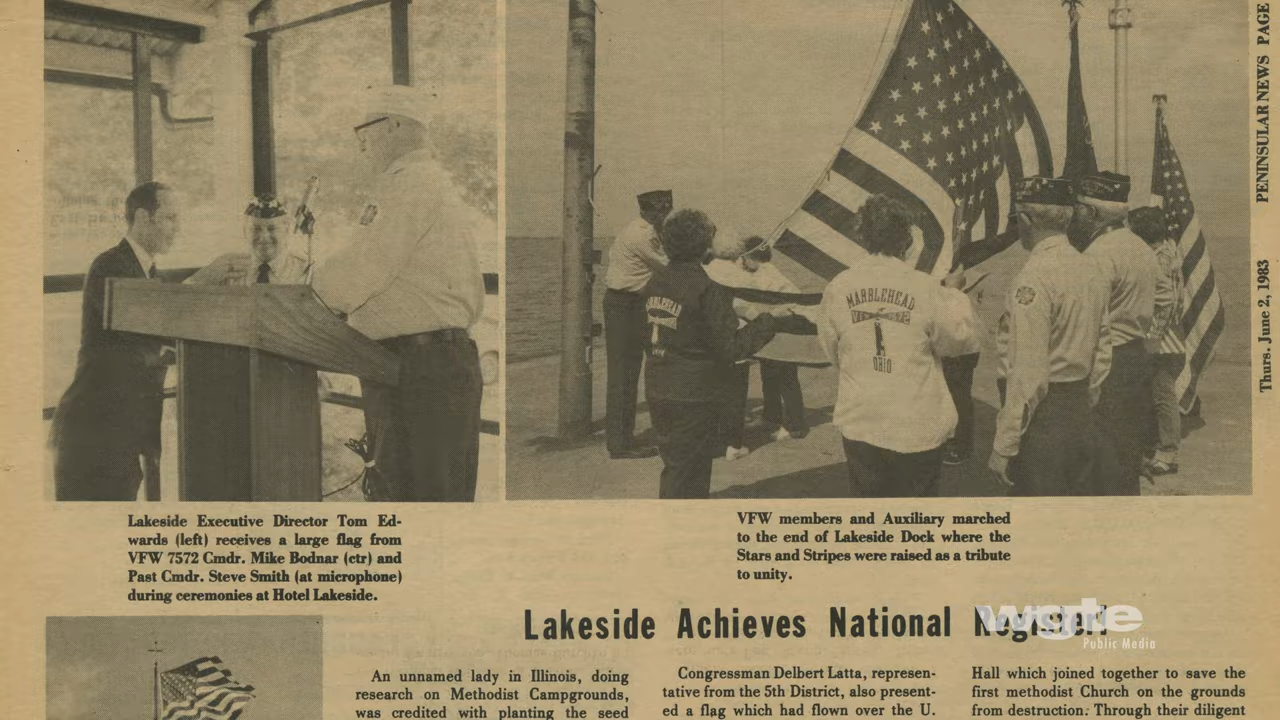 PENINSULAR NEWS PAGE
Thurs. June 2, 1983
MARBLEHEAD
OHIO
MARBLEHEAD
VFW 7572
OHIO
Lakeside Executive Director Tom Ed-
wards (left) receives a large flag from
VFW 7572 Cmdr. Mike Bodnar (ctr) and
Past Cmdr. Steve Smith (at microphone)
during ceremonies at Hotel Lakeside.
VFW members and Auxiliary marched
to the end of Lakeside Dock where the
Stars and Stripes were raised as a tribute
to unity.
Lakeside Achieves National Register!
wgte
Public Media
An unnamed lady in Illinois, doing
research on Methodist Campgrounds,
was credited with planting the seed
Congressman Delbert Latta, represen-
tative from the 5th District, also present-
ed a flag which had flown over the U.
Hall which joined together to save the
first methodist Church on the grounds
from destruction. Through their diligent